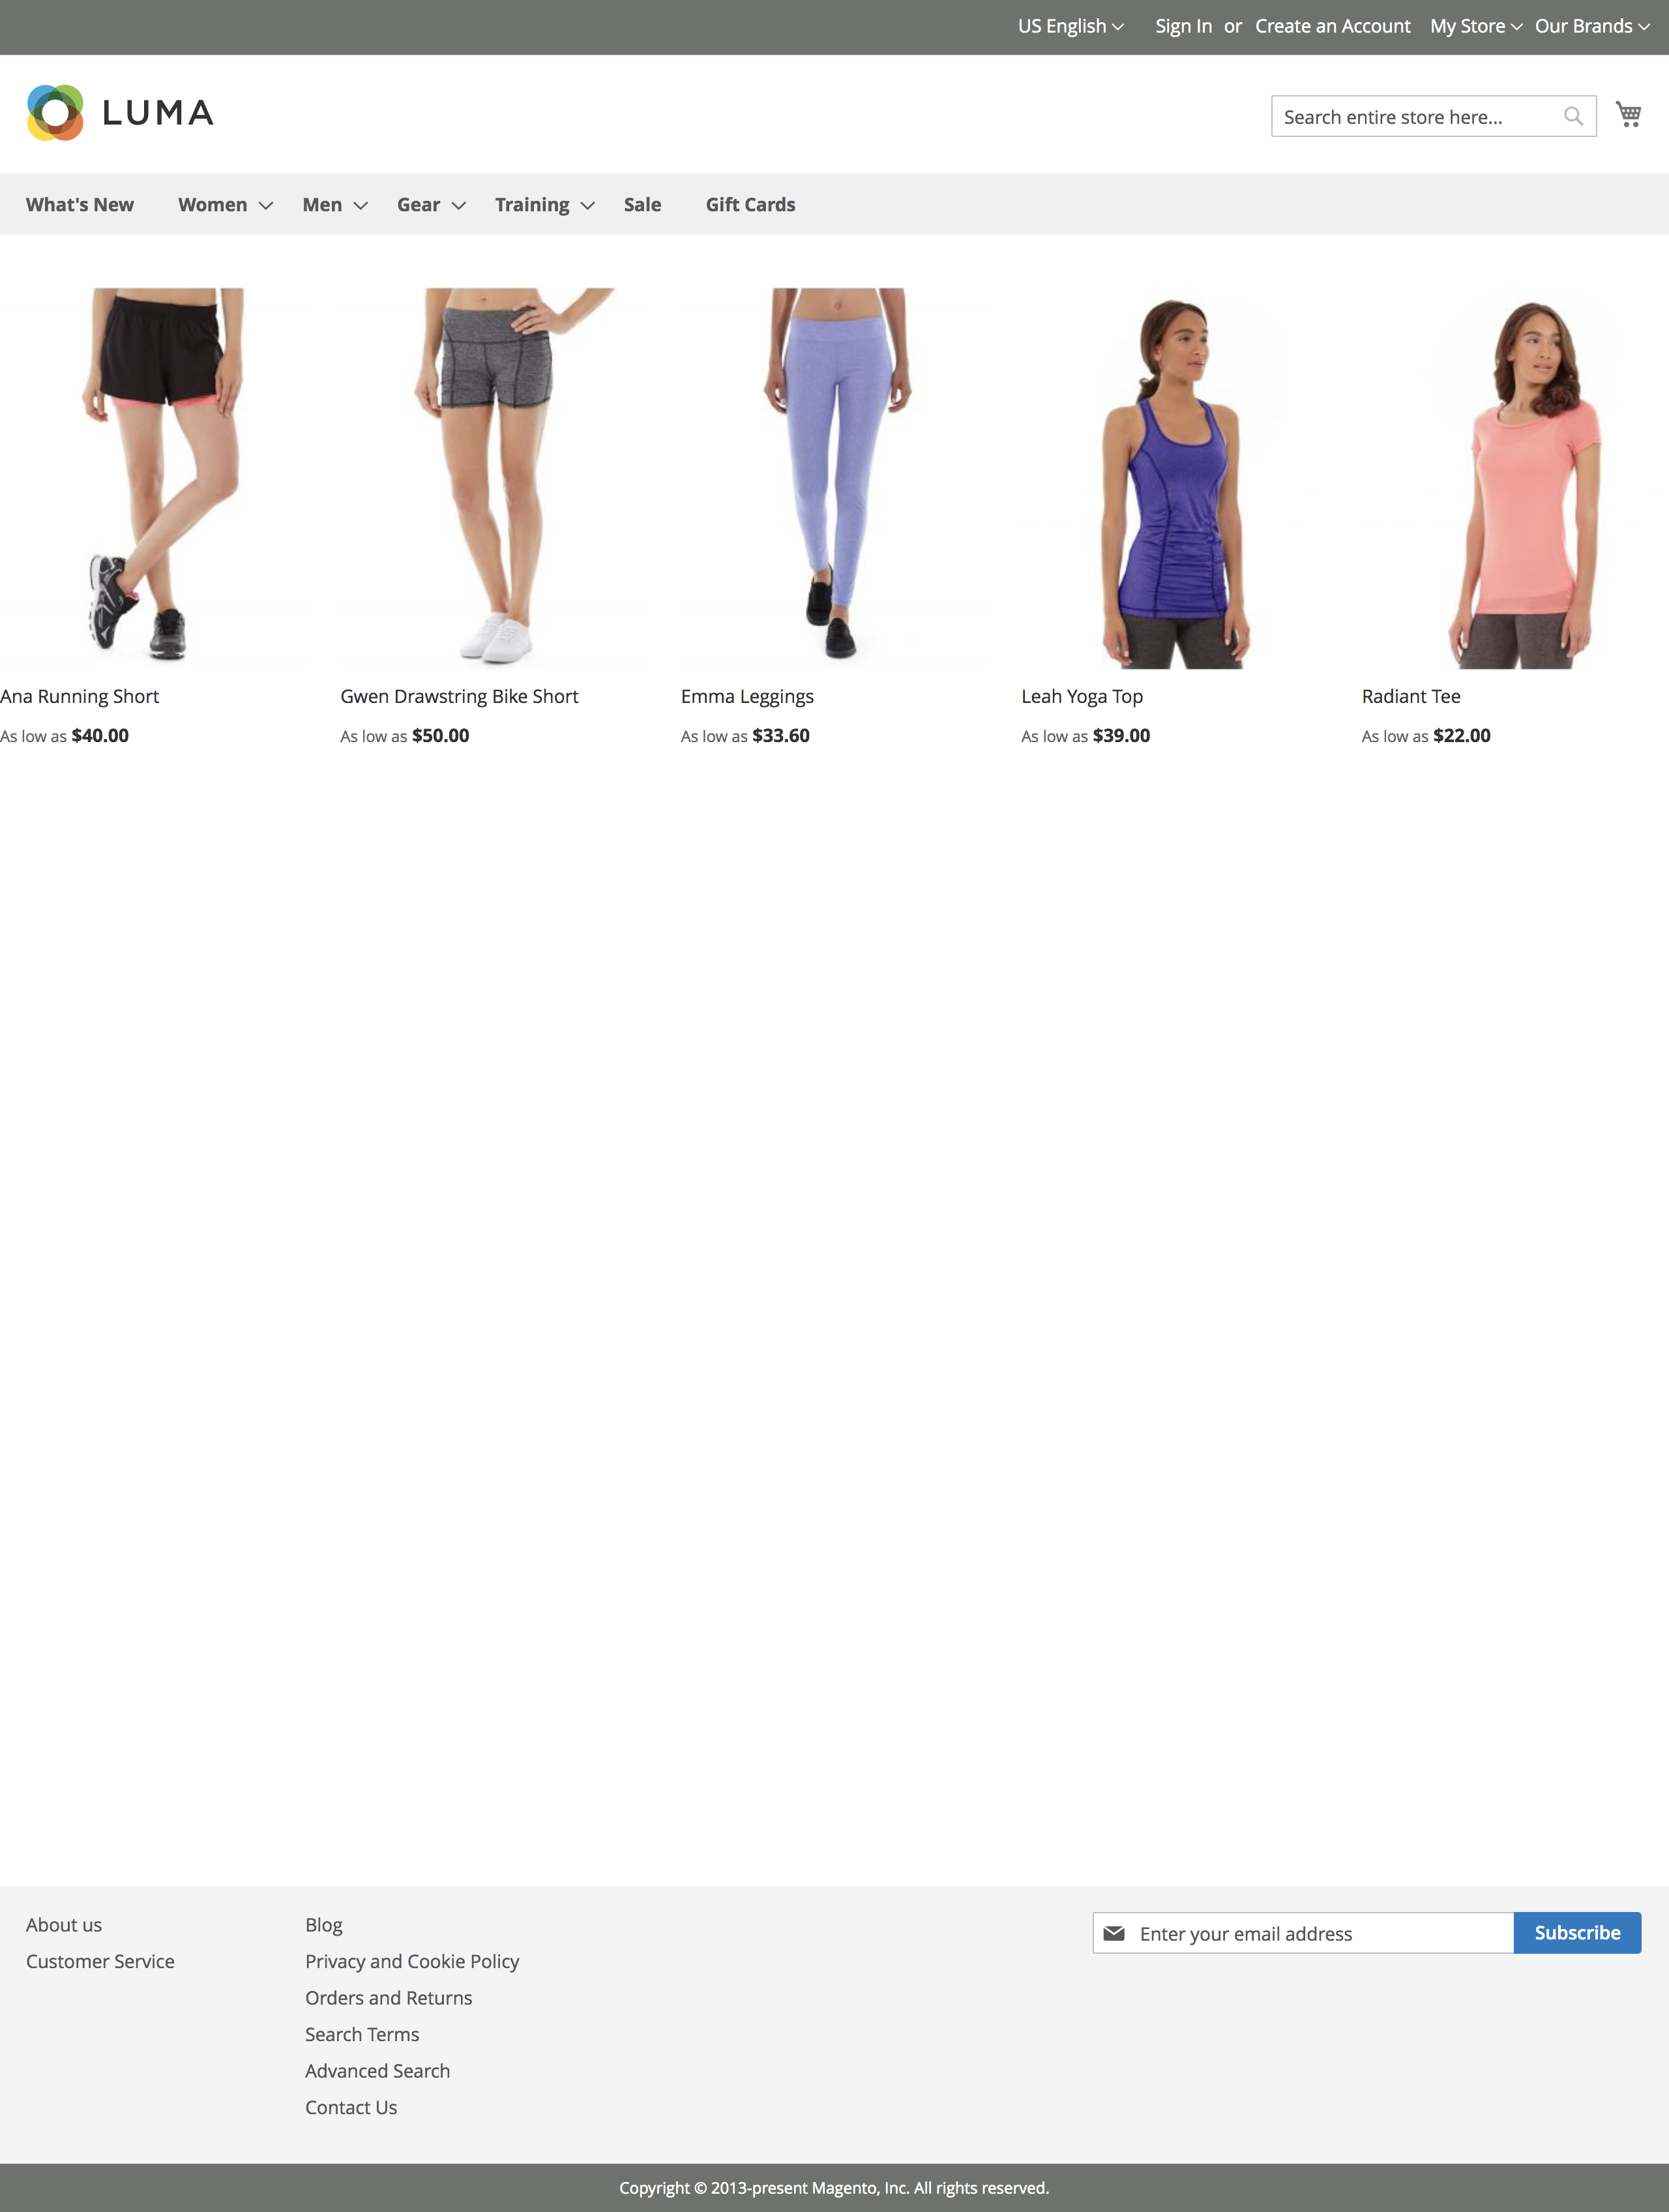 US English Sign In or Create an Account My Store Our Brands
LUMA
Search entire store here...
What's New Women Men Gear Training Sale Gift Cards
Ana Running Short Gwen Drawstring Bike Short Emma Leggings Leah Yoga Top Radiant Tee
As low as $40.00 As low as $50.00 As low as $33.60 As low as $39.00 As low as $22.00
About us Blog
Enter your email address Subscribe
Customer Service Privacy and Cookie Policy
Orders and Returns
Search Terms
Advanced Search
Contact Us
Copyright © 2013-present Magento, Inc. All rights reserved.